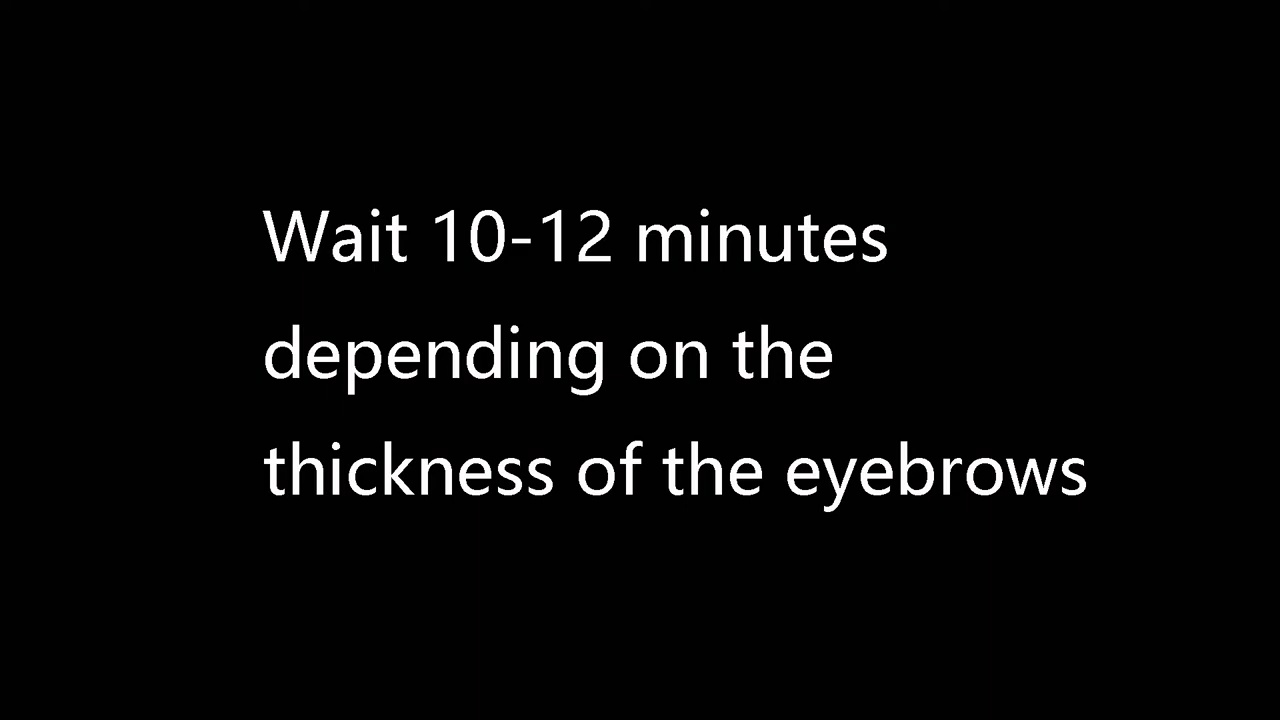 Wait 10-12 minutes
depending on the
thickness of the eyebrows